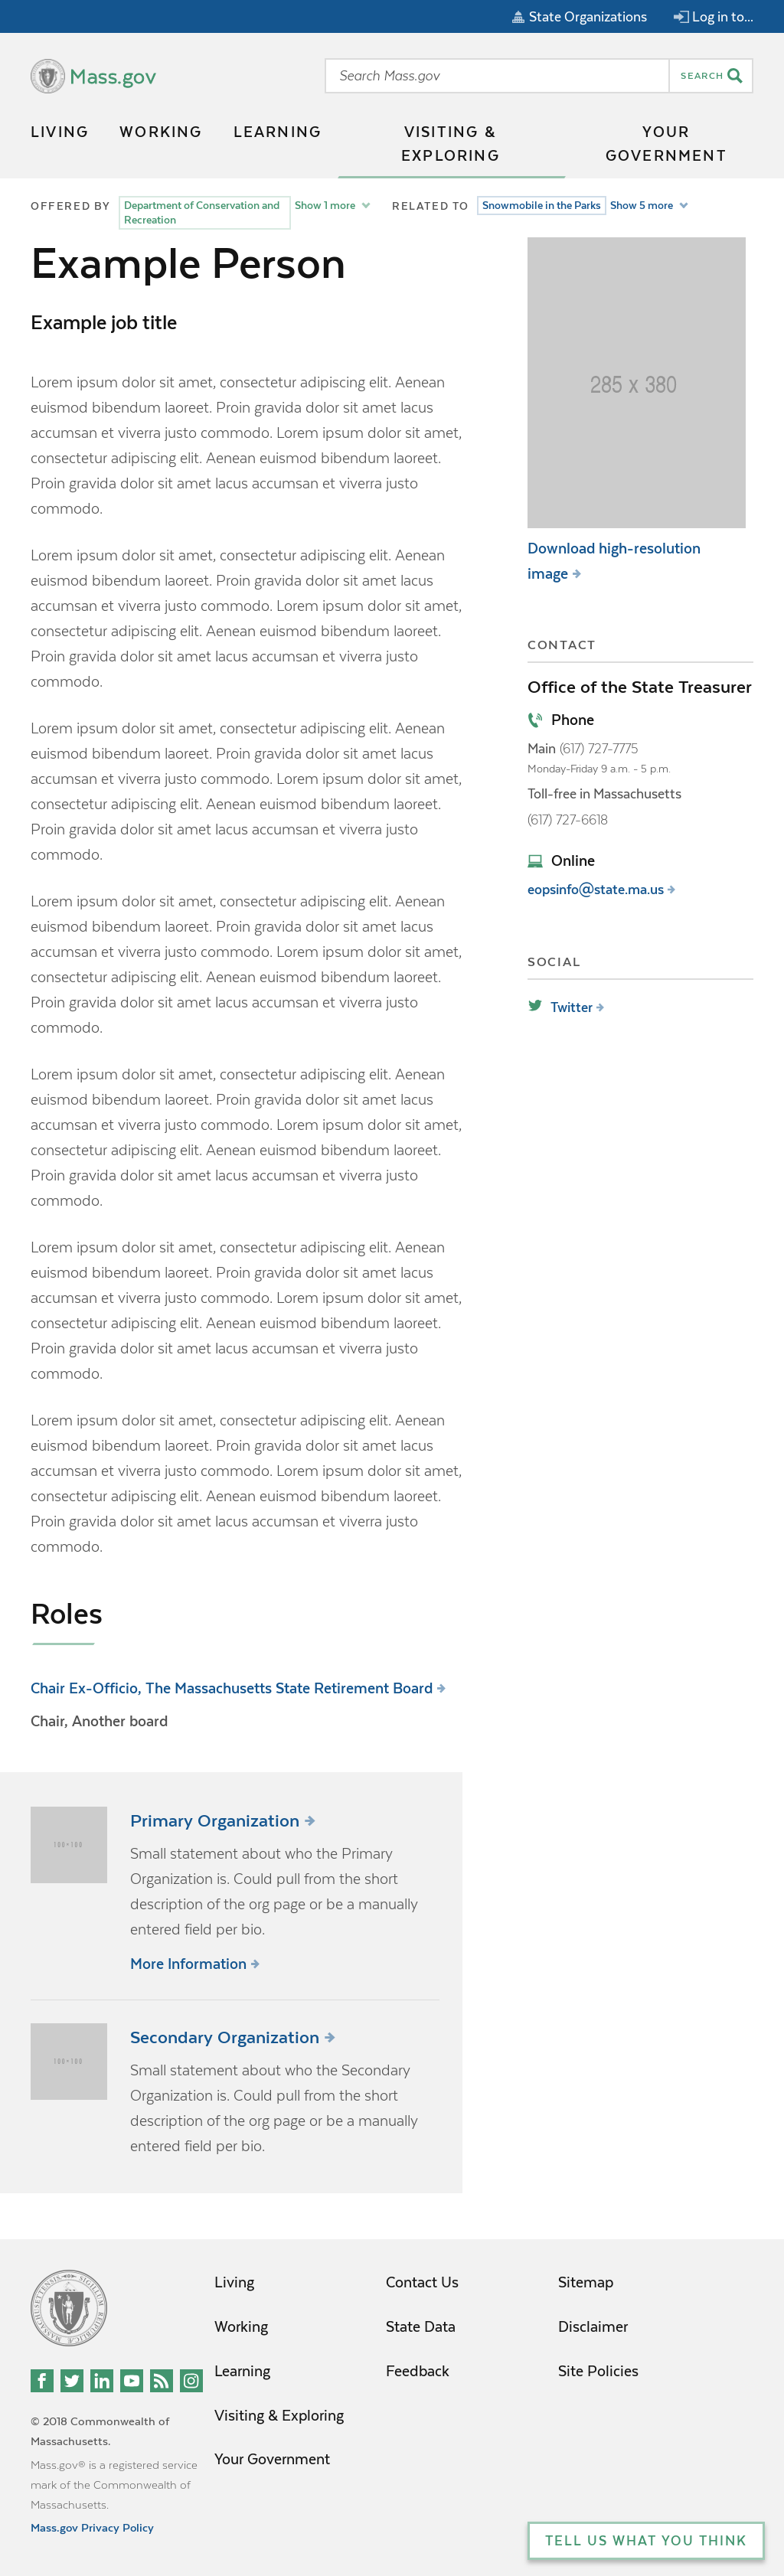 State Organizations
Log in to...
Mass.gov
Search Mass.gov
SEARCH
LIVING
WORKING
LEARNING
VISITING &
EXPLORING
YOUR
GOVERNMENT
OFFERED BY
Department of Conservation and
Recreation
Show 1 more
RELATED TO
Snowmobile in the Parks
Show 5 more
Example Person
Example job title
Lorem ipsum dolor sit amet, consectetur adipiscing elit. Aenean
euismod bibendum laoreet. Proin gravida dolor sit amet lacus
accumsan et viverra justo commodo. Lorem ipsum dolor sit amet,
consectetur adipiscing elit. Aenean euismod bibendum laoreet.
Proin gravida dolor sit amet lacus accumsan et viverra justo
commodo.
Lorem ipsum dolor sit amet, consectetur adipiscing elit. Aenean
euismod bibendum laoreet. Proin gravida dolor sit amet lacus
accumsan et viverra justo commodo. Lorem ipsum dolor sit amet,
consectetur adipiscing elit. Aenean euismod bibendum laoreet.
Proin gravida dolor sit amet lacus accumsan et viverra justo
commodo.
Lorem ipsum dolor sit amet, consectetur adipiscing elit. Aenean
euismod bibendum laoreet. Proin gravida dolor sit amet lacus
accumsan et viverra justo commodo. Lorem ipsum dolor sit amet,
consectetur adipiscing elit. Aenean euismod bibendum laoreet.
Proin gravida dolor sit amet lacus accumsan et viverra justo
commodo.
Lorem ipsum dolor sit amet, consectetur adipiscing elit. Aenean
euismod bibendum laoreet. Proin gravida dolor sit amet lacus
accumsan et viverra justo commodo. Lorem ipsum dolor sit amet,
consectetur adipiscing elit. Aenean euismod bibendum laoreet.
Proin gravida dolor sit amet lacus accumsan et viverra justo
commodo.
Lorem ipsum dolor sit amet, consectetur adipiscing elit. Aenean
euismod bibendum laoreet. Proin gravida dolor sit amet lacus
accumsan et viverra justo commodo. Lorem ipsum dolor sit amet,
consectetur adipiscing elit. Aenean euismod bibendum laoreet.
Proin gravida dolor sit amet lacus accumsan et viverra justo
commodo.
Lorem ipsum dolor sit amet, consectetur adipiscing elit. Aenean
euismod bibendum laoreet. Proin gravida dolor sit amet lacus
accumsan et viverra justo commodo. Lorem ipsum dolor sit amet,
consectetur adipiscing elit. Aenean euismod bibendum laoreet.
Proin gravida dolor sit amet lacus accumsan et viverra justo
commodo.
Lorem ipsum dolor sit amet, consectetur adipiscing elit. Aenean
euismod bibendum laoreet. Proin gravida dolor sit amet lacus
accumsan et viverra justo commodo. Lorem ipsum dolor sit amet,
consectetur adipiscing elit. Aenean euismod bibendum laoreet.
Proin gravida dolor sit amet lacus accumsan et viverra justo
commodo.
285 x 380
Download high-resolution
image
CONTACT
Office of the State Treasurer
Phone
Main (617) 727-7775
Monday-Friday 9 a.m. - 5 p.m.
Toll-free in Massachusetts
(617) 727-6618
Online
eopsinfo@state.ma.us
SOCIAL
Twitter
Roles
Chair Ex-Officio, The Massachusetts State Retirement Board
Chair, Another board
100×100
Primary Organization
Small statement about who the Primary
Organization is. Could pull from the short
description of the org page or be a manually
entered field per bio.
More Information
100×100
Secondary Organization
Small statement about who the Secondary
Organization is. Could pull from the short
description of the org page or be a manually
entered field per bio.
© 2018 Commonwealth of
Massachusetts.
Mass.gov® is a registered service
mark of the Commonwealth of
Massachusetts.
Mass.gov Privacy Policy
Living
Working
Learning
Visiting & Exploring
Your Government
Contact Us
State Data
Feedback
Sitemap
Disclaimer
Site Policies
TELL US WHAT YOU THINK